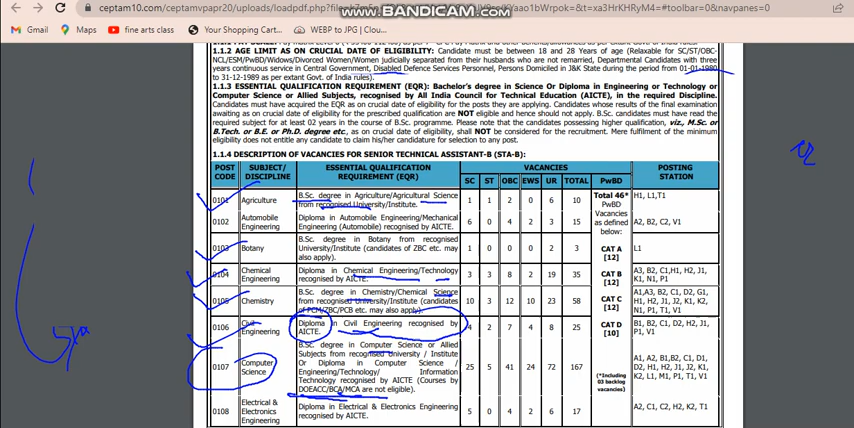 ceptam10.com/ceptamvpapr20/uploads/loadpdf.php?
www.BANDICAM.com
Gmail YouTube Maps fine arts class Your Store WEBP to JPG | Clou...
1.1.2 AGE LIMIT AS ON CRUCIAL DATE OF ELIGIBILITY: Candidate must be between 18 and 28 Years of age (Relaxable for SC/ST/OBC-
NCL/ESM/PwBD/Widows/Divorced Women/Women judicially separated from their husbands who are not remarried, Departmental Candidates with three
years continuous service in Central Government, Disabled Defence Services Personnel, Persons Domiciled in J&K State during the period from 01-01-1980
to 31-12-1989 as per extant Govt. of India rules).
1.1.3 ESSENTIAL QUALIFICATION REQUIREMENT (EQR): Bachelor's degree in Science Or Diploma in Engineering or Technology or
Computer Science or Allied Subjects, recognised by All India Council for Technical Education (AICTE), in the required Discipline.
Candidates must have acquired the EQR as on crucial date of eligibility for the posts they are applying. Candidates whose results of the final examination
awaiting as on crucial date of eligibility for the prescribed qualification are NOT eligible and hence should not apply. B.Sc. candidates must have read the
required subject for at least 02 years in the course of B.Sc. programme. Please note that the candidates possessing higher qualification, viz., M.Sc. or
B.Tech. or B.E. or Ph.D. degree etc, as on crucial date of eligibility, shall NOT be considered for the recruitment. Mere fulfilment of the minimum
eligibility does not entitle any candidate to claim his/her candidature for selection to any post.
1.1.4 DESCRIPTION OF VACANCIES FOR SENIOR TECHNICAL ASSISTANT-B (STA-B):
POST CODE SUBJECT/ DISCIPLINE ESSENTIAL QUALIFICATION REQUIREMENT (EQR) VACANCIES POSTING STATION
SC ST OBC EWS UR TOTAL PwBD
0101 Agriculture B.Sc. degree in Agriculture/Agricultural Science from recognised University/Institute. 1 1 2 0 6 10 H1, L1,T1
0102 Automobile Engineering Diploma in Automobile Engineering/Mechanical Engineering (Automobile) recognised by AICTE. 6 0 4 2 3 15 A2, B2, C2, V1
0103 Botany B.Sc. degree in Botany from recognised University/Institute (candidates of ZBC etc. may also apply). 1 0 0 0 2 3 L1
0104 Chemical Engineering Diploma in Chemical Engineering/Technology recognised by AICTE. 3 3 8 2 19 35 A3, B2, C1,H1, H2, J1, K1, N1, P1
0105 Chemistry B.Sc. degree in Chemistry/Chemical Science from recognised University/Institute (candidates of PCM/ZBC/PCB etc. may also apply). 10 3 12 10 23 58 A1,A3, B2, C1, D2, G1, H1, H2, J1, J2, K1, K2, N1, P1, T1, V1
0106 Civil Engineering Diploma in Civil Engineering recognised by AICTE. 4 2 7 4 8 25 B1, B2, C1, D2, H2, J1, P1, V1
0107 Computer Science B.Sc. degree in Computer Science or Allied Subjects from recognised University / Institute Or Diploma in Computer Science / Engineering/Technology/ Information Technology recognised by AICTE (Courses by DOEACC/BCA/MCA are not eligible). 25 5 41 24 72 167 A1, A2, B1,B2, C1, D1, D2, H1, H2, J1, J2, K1, K2, L1, M1, P1, T1, V1
0108 Electrical & Electronics Engineering Diploma in Electrical & Electronics Engineering recognised by AICTE. 5 0 4 2 6 17 A2, C1, C2, H2, K2, T1
Total 46*
PwBD
Vacancies
as defined
below:
CAT A
[12]
CAT B
[12]
CAT C
[12]
CAT D
[10]
(*Including
03 backlog
vacancies)